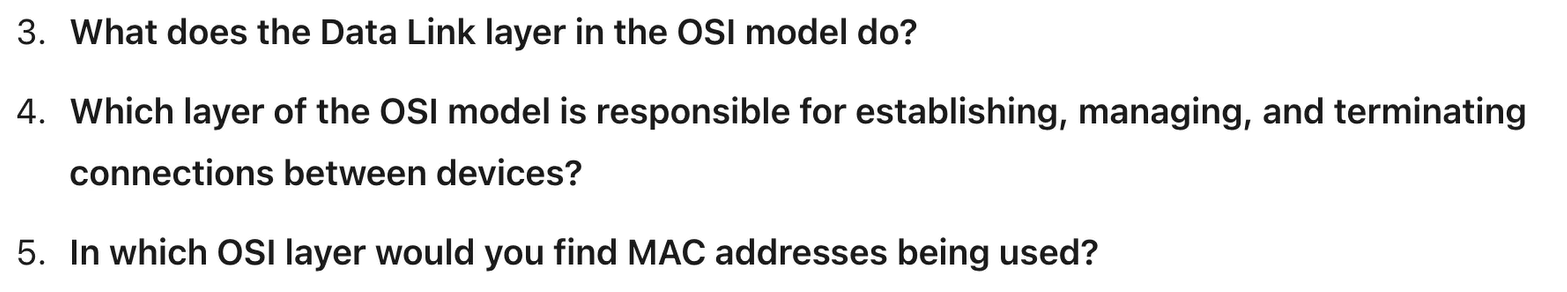 3. What does the Data Link layer in the OSI model do?
4. Which layer of the OSI model is responsible for establishing, managing, and terminating
connections between devices?
5. In which OSI layer would you find MAC addresses being used?